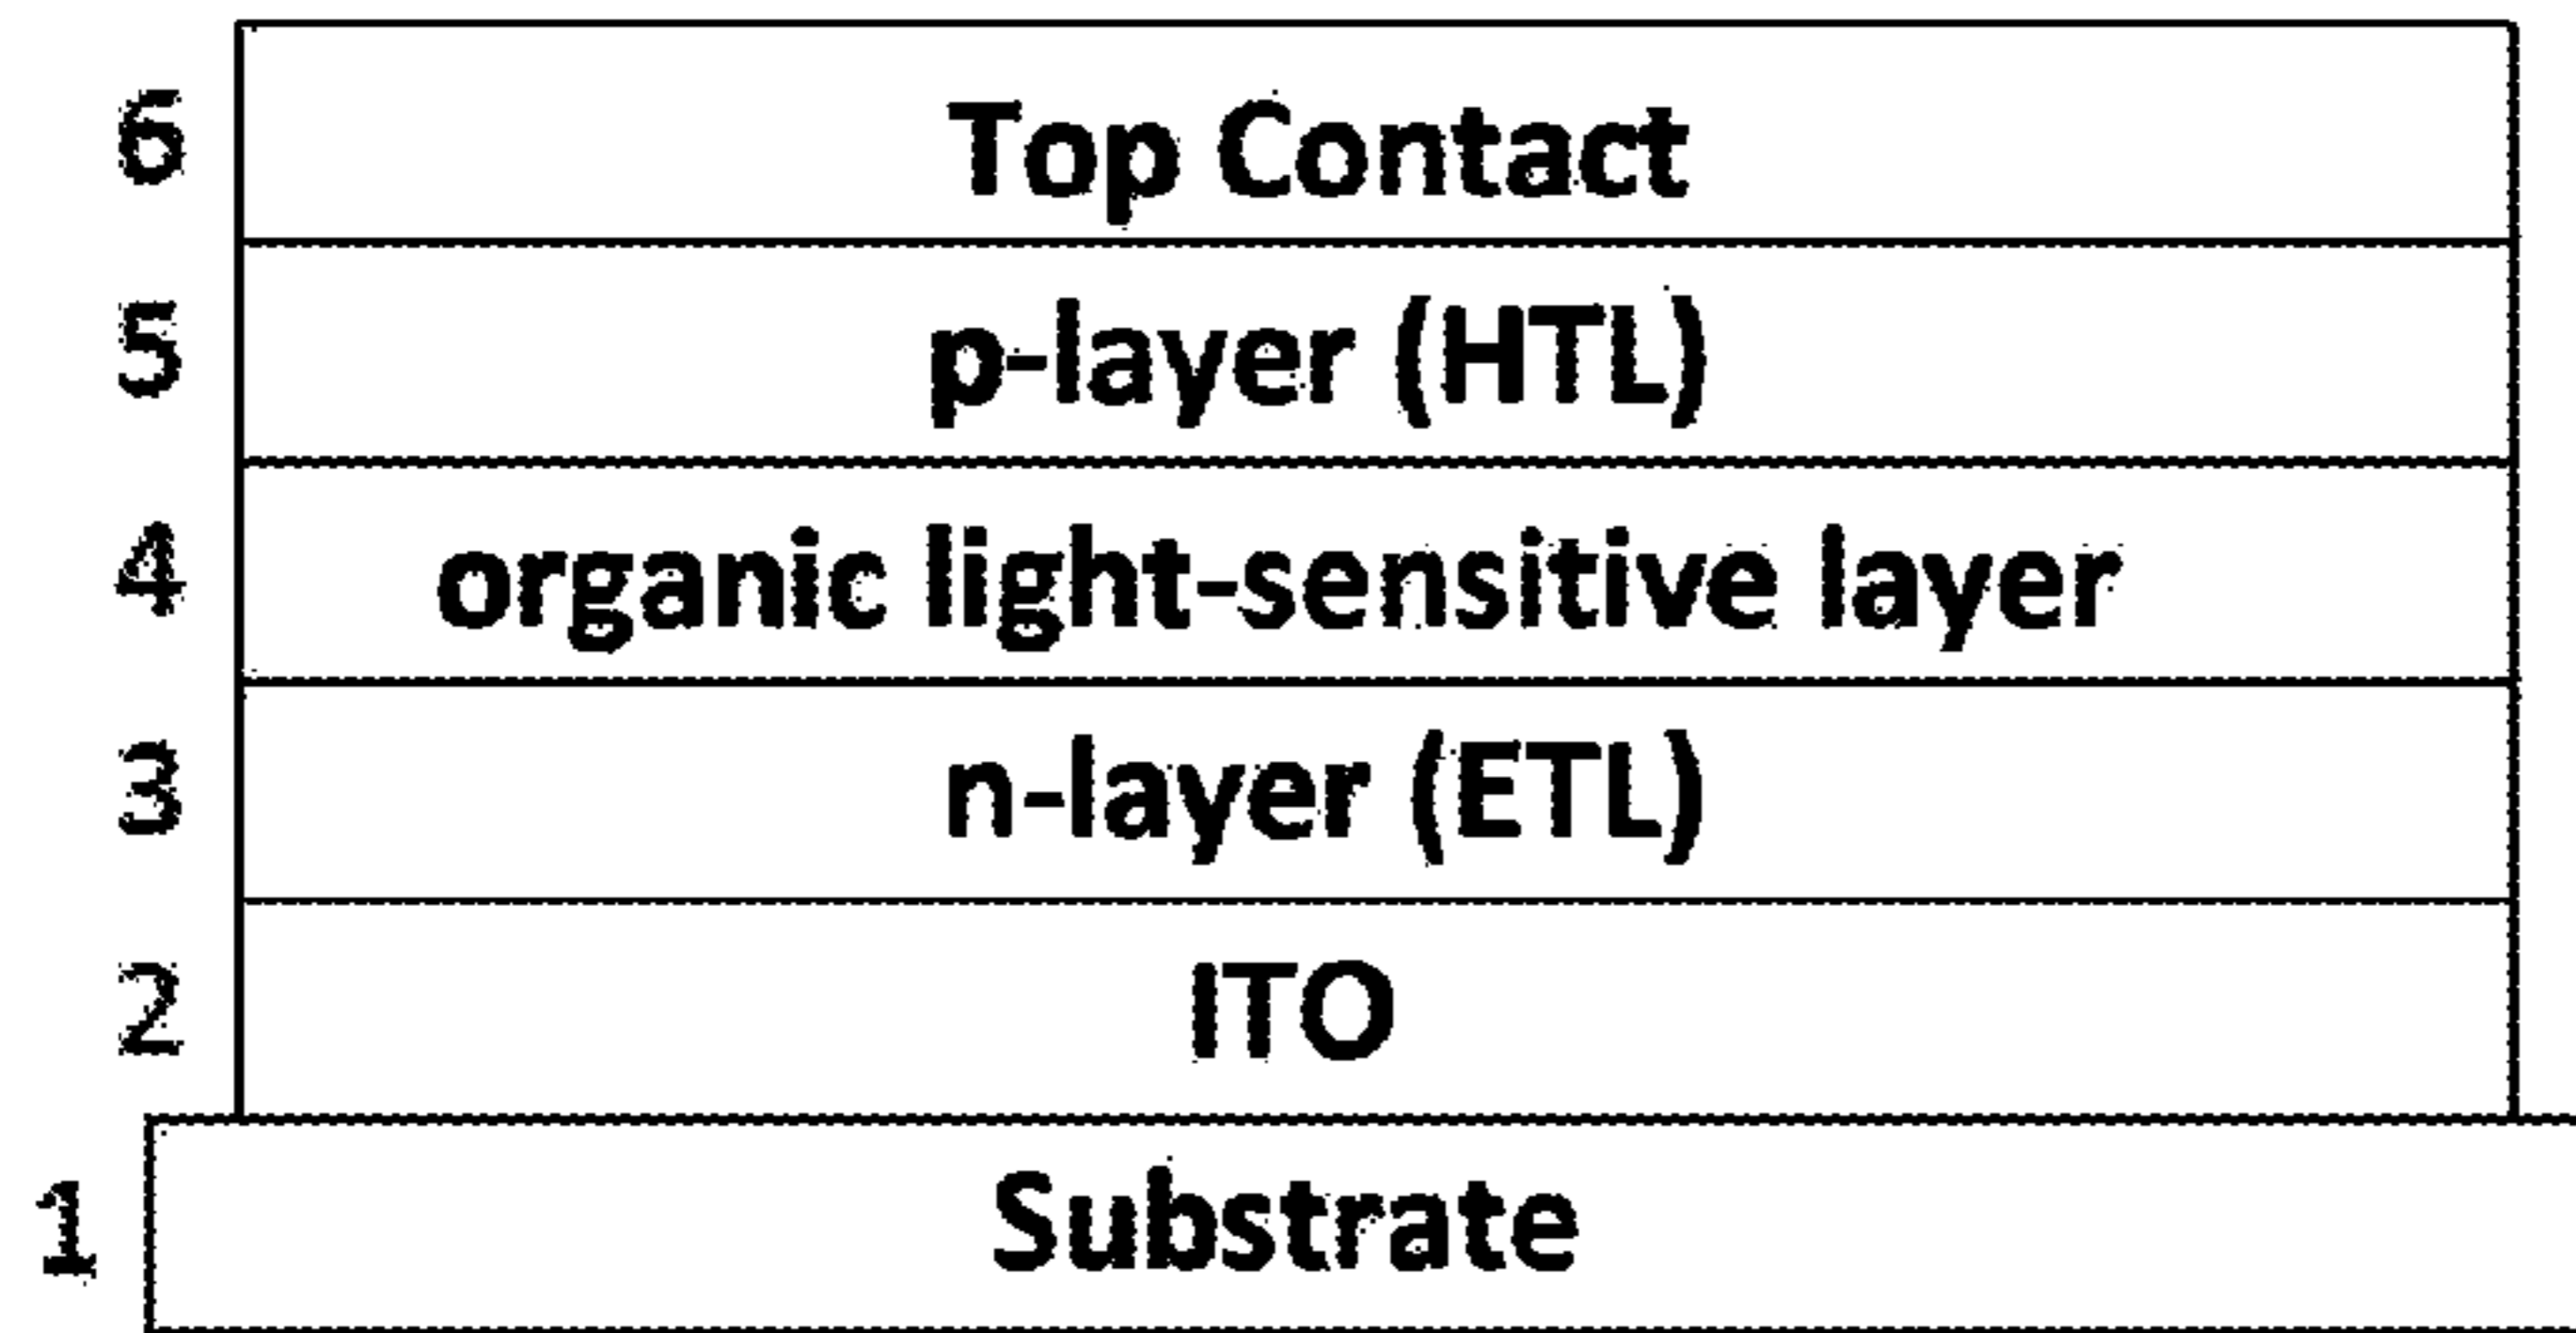 6 Top Contact
5 p-layer (HTL)
4 organic light-sensitive layer
3 n-layer (ETL)
2 ITO
1 Substrate